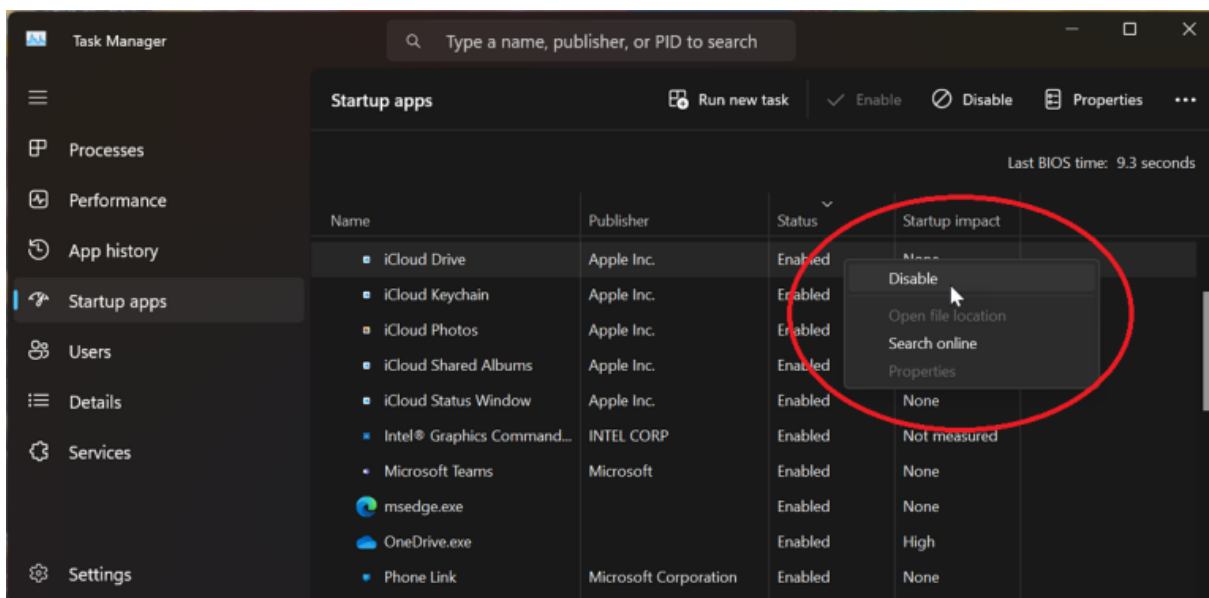 Task Manager
Type a name, publisher, or PID to search
Startup apps
Run new task
Enable
Disable
Properties
Processes
Performance
App history
Startup apps
Users
Details
Services
Settings
Last BIOS time: 9.3 seconds
Name Publisher Status Startup impact
iCloud Drive Apple Inc. Enabled None
iCloud Keychain Apple Inc. Enabled
iCloud Photos Apple Inc. Enabled
iCloud Shared Albums Apple Inc. Enabled
iCloud Status Window Apple Inc. Enabled None
Intel® Graphics Command... INTEL CORP Enabled Not measured
Microsoft Teams Microsoft Enabled None
msedge.exe Enabled None
OneDrive.exe Enabled High
Phone Link Microsoft Corporation Enabled None
Disable
Open file location
Search online
Properties